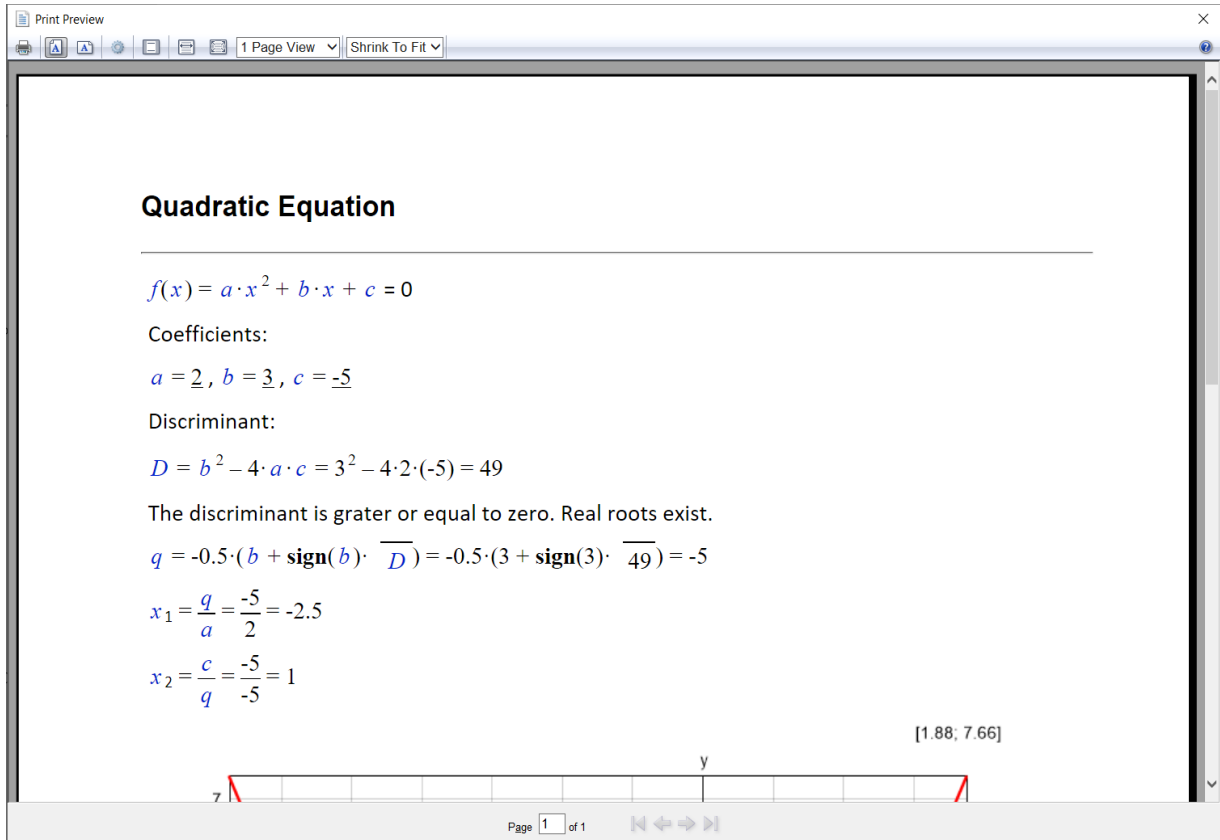 Print Preview
1 Page View Shrink To Fit
Quadratic Equation
f(x) = a·x² + b·x + c = 0
Coefficients:
a = 2 , b = 3 , c = -5
Discriminant:
D = b² – 4·a·c = 3² – 4·2·(-5) = 49
The discriminant is grater or equal to zero. Real roots exist.
q = -0.5·(b + sign(b)· D̅) = -0.5·(3 + sign(3)· 4̅9̅) = -5
x₁ = q/a = -5/2 = -2.5
x₂ = c/q = -5/-5 = 1
[1.88; 7.66]
y
7
Page 1 of 1